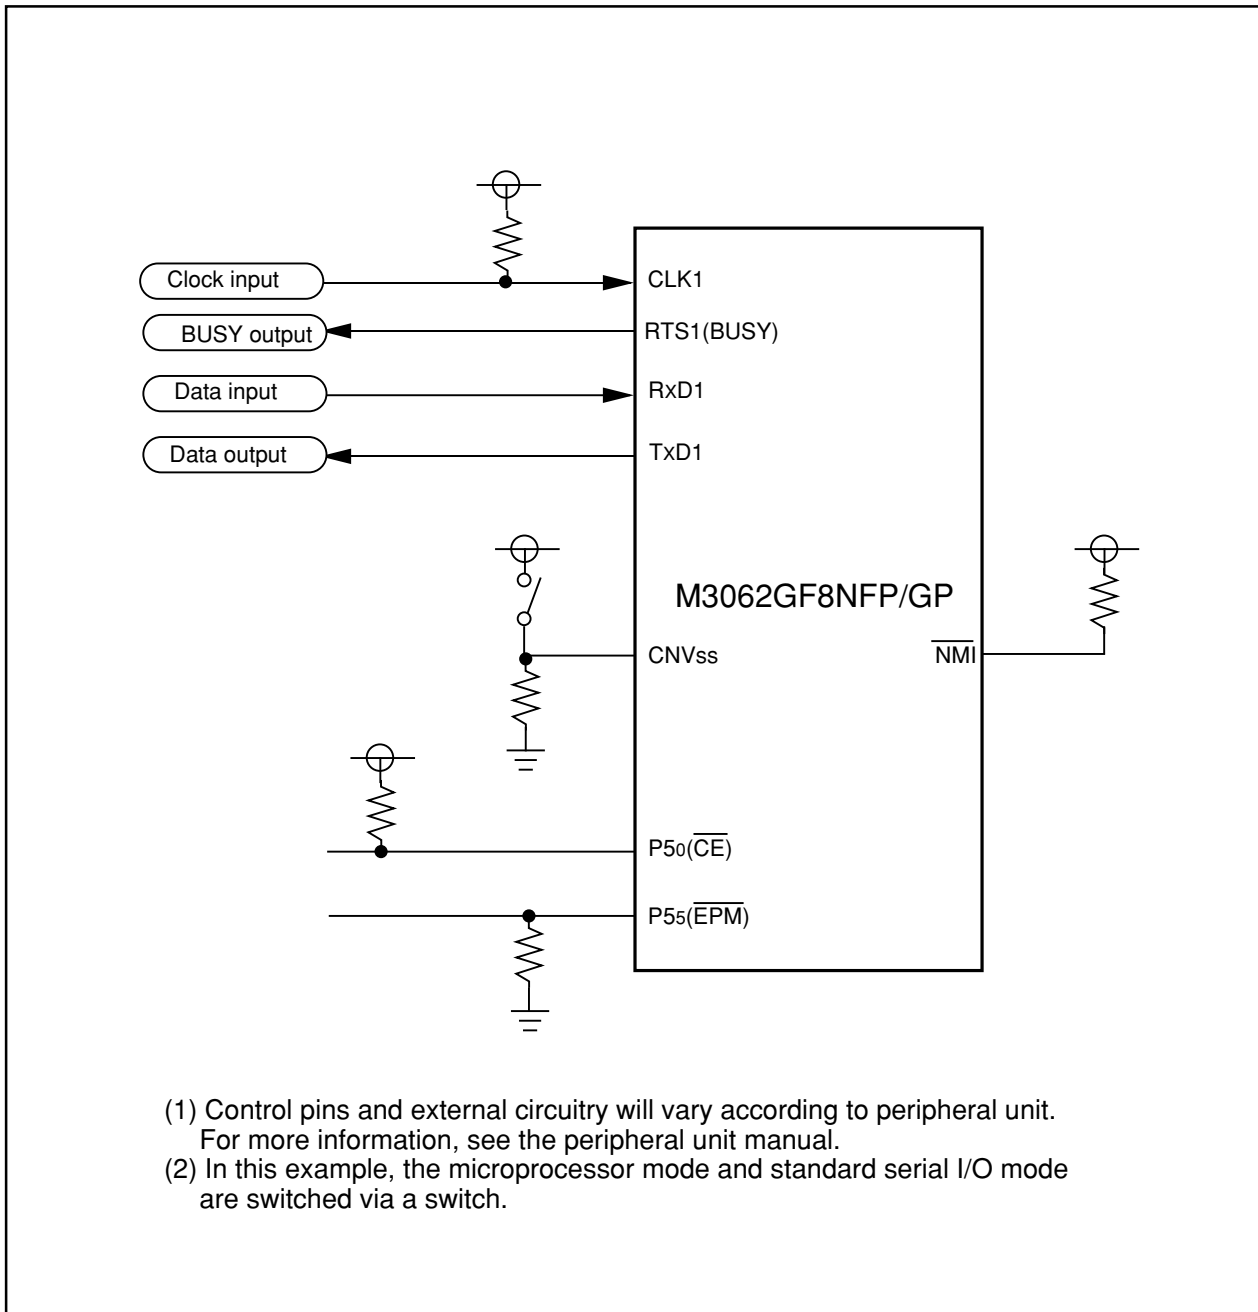 Clock input
CLK1
BUSY output
RTS1(BUSY)
Data input
RxD1
Data output
TxD1
M3062GF8NFP/GP
CNVss
NMI
P50(CE)
P55(EPM)
(1) Control pins and external circuitry will vary according to peripheral unit.
For more information, see the peripheral unit manual.
(2) In this example, the microprocessor mode and standard serial I/O mode
are switched via a switch.